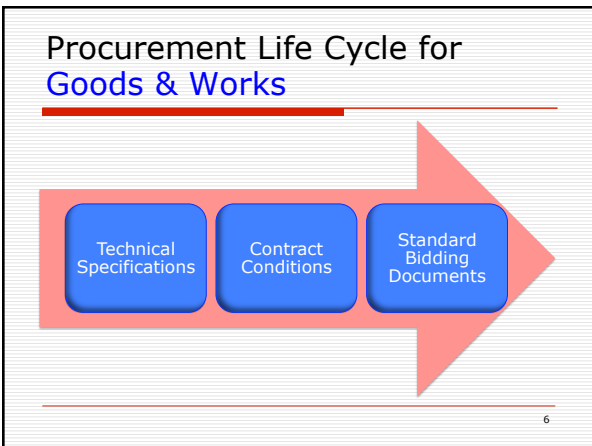 Procurement Life Cycle for
Goods & Works
Technical
Specifications
Contract
Conditions
Standard
Bidding
Documents
6